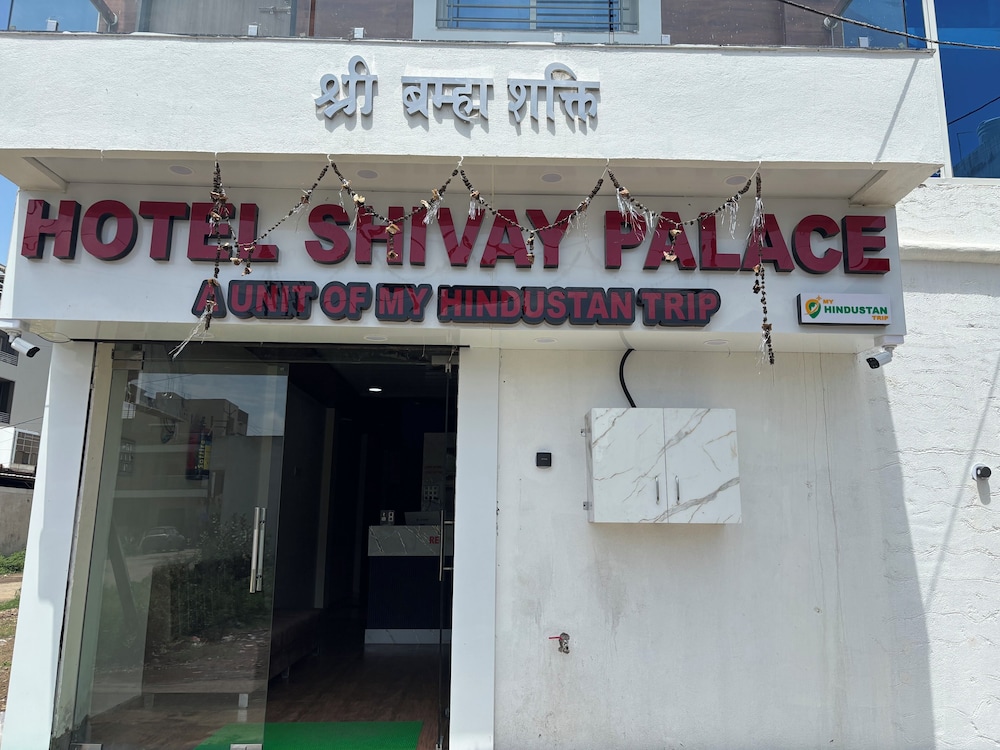 श्री ब्रम्हा शक्ति
HOTEL SHIVAY PALACE
A UNIT OF MY HINDUSTAN TRIP
MY
HINDUSTAN
TRIP